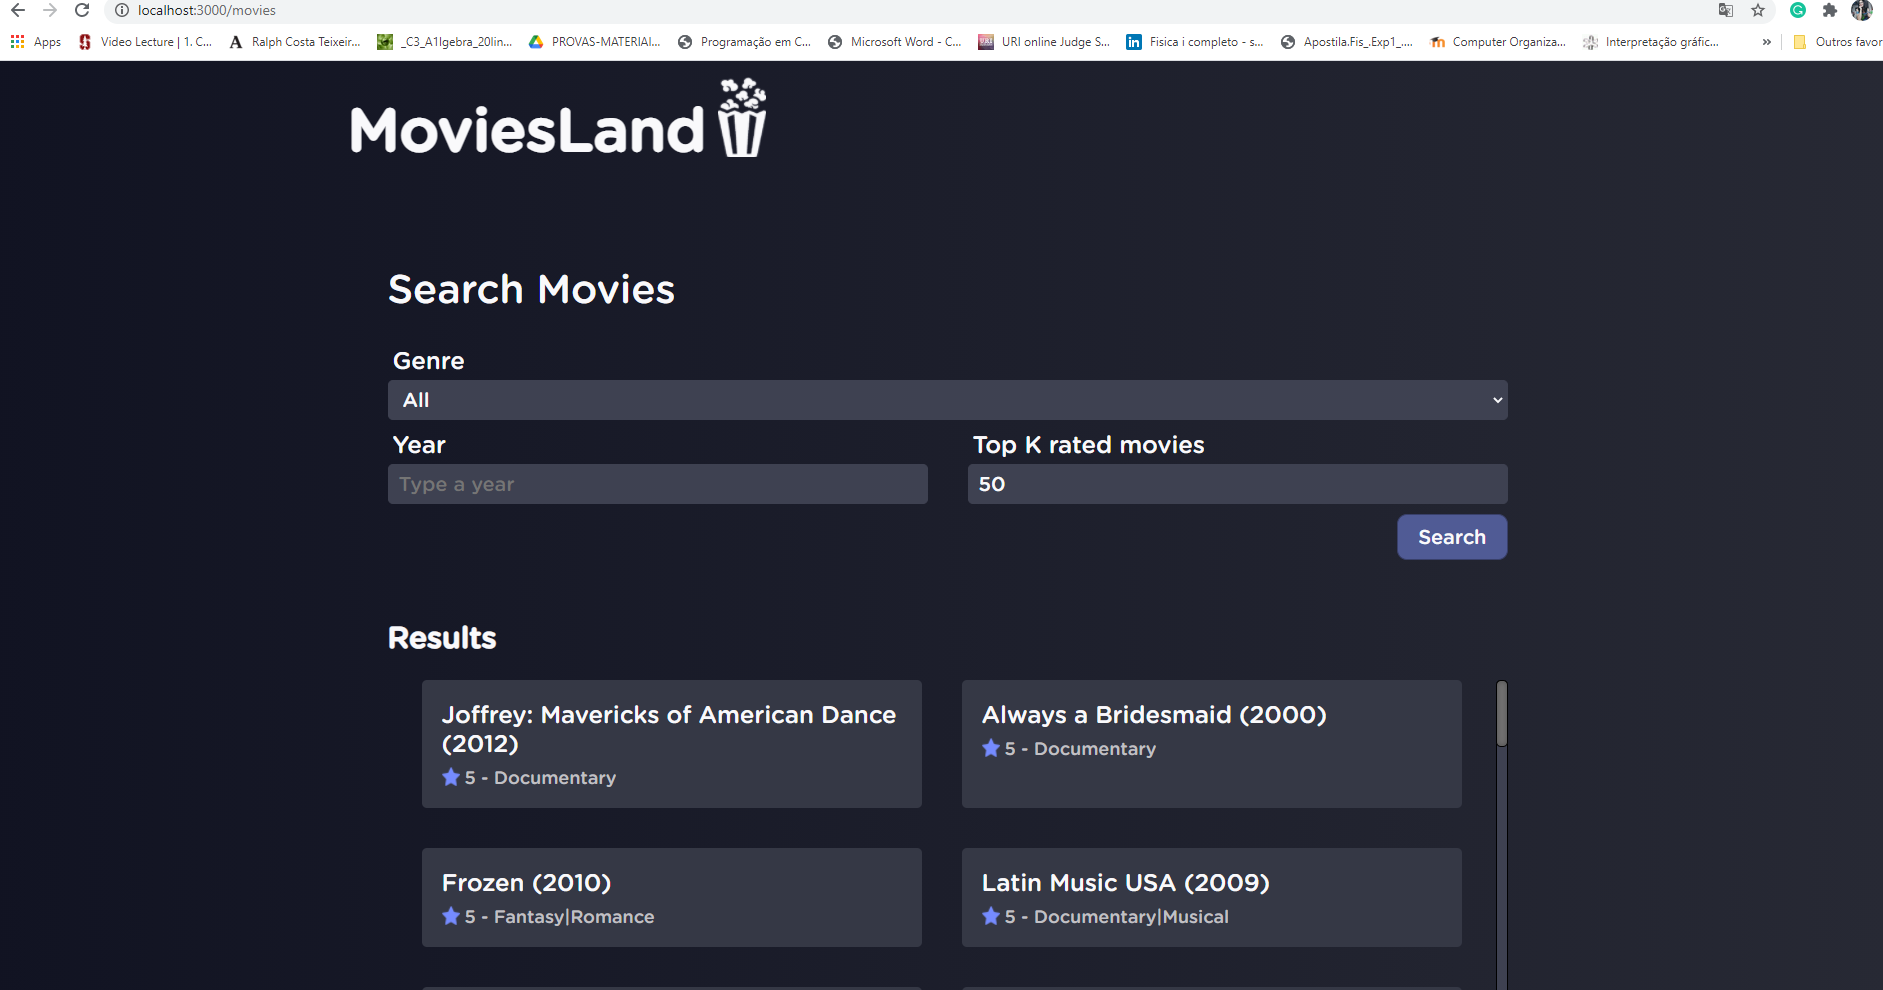 localhost:3000/movies
Apps Video Lecture | 1. C... Ralph Costa Teixeir... _C3_A1lgebra_20lin... PROVAS-MATERIAI... Programação em C... Microsoft Word - C... URI online Judge S... Fisica i completo - s... Apostila.Fis_.Exp1_.... Computer Organiza... Interpretação gráfic... » Outros favor
MoviesLand
Search Movies
Genre
All
Year Top K rated movies
Type a year 50
Search
Results
Joffrey: Mavericks of American Dance
(2012)
5 - Documentary
Always a Bridesmaid (2000)
5 - Documentary
Frozen (2010)
5 - Fantasy|Romance
Latin Music USA (2009)
5 - Documentary|Musical